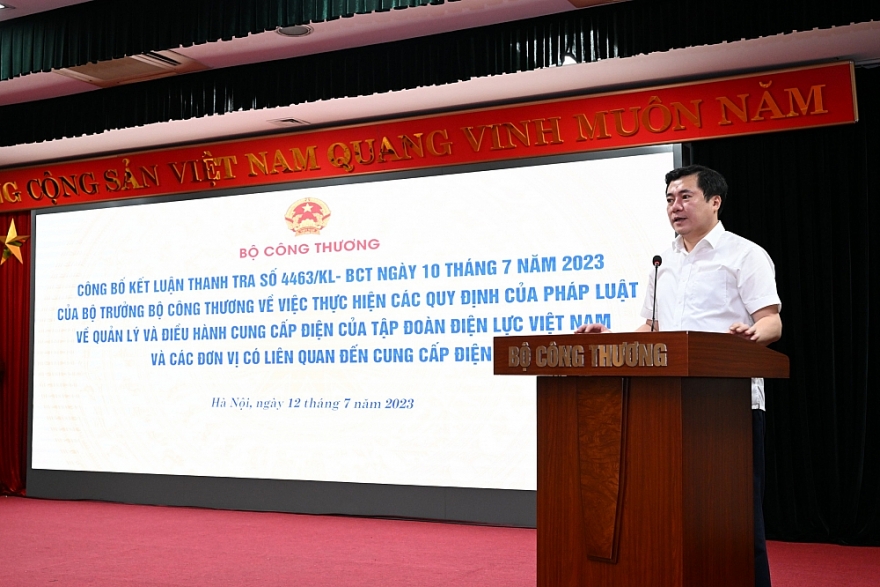 CỘNG SẢN VIỆT NAM QUANG VINH MUÔN NĂM
BỘ CÔNG THƯƠNG
CÔNG BỐ KẾT LUẬN THANH TRA SỐ 4463/KL- BCT NGÀY 10 THÁNG 7 NĂM 2023
CỦA BỘ TRƯỞNG BỘ CÔNG THƯƠNG VỀ VIỆC THỰC HIỆN CÁC QUY ĐỊNH CỦA PHÁP LUẬT
VỀ QUẢN LÝ VÀ ĐIỀU HÀNH CUNG CẤP ĐIỆN CỦA TẬP ĐOÀN ĐIỆN LỰC VIỆT NAM
VÀ CÁC ĐƠN VỊ CÓ LIÊN QUAN ĐẾN CUNG CẤP ĐIỆN
Hà Nội, ngày 12 tháng 7 năm 2023
BỘ CÔNG THƯƠNG